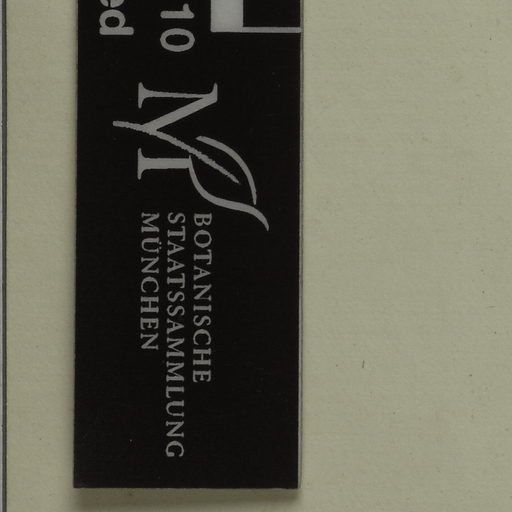 10
ed
BOTANISCHE
STAATSSAMMLUNG
MÜNCHEN